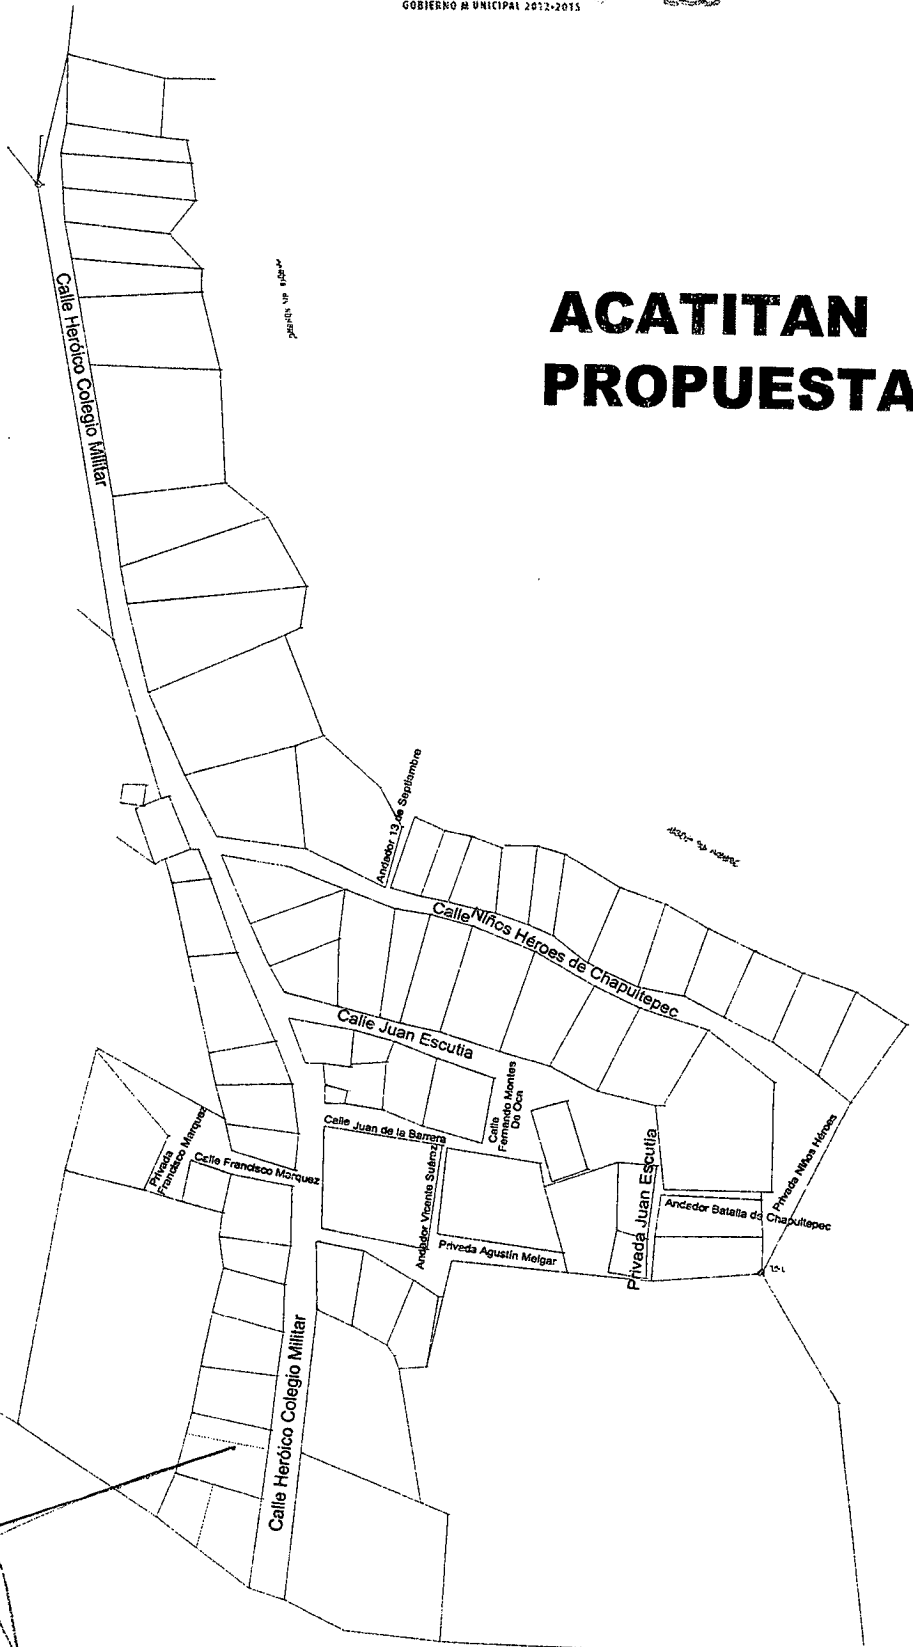 GOBIERNO MUNICIPAL 2012-2015
ACATITAN
PROPUESTA
Calle Heróico Colegio Militar
Andador 13 de Septiembre
Calle Niños Héroes de Chapultepec
Calle Juan Escutia
Calle
Fernando Montes
De Oca
Calle Juan de la Barrera
Privada
Francisco Marquez
Calle Francisco Marquez
Andador Vicente Suárez
Privada Juan Escutia
Privada Niños Héroes
Andador Batalla de Chapultepec
Privada Agustín Melgar
Calle Heróico Colegio Militar